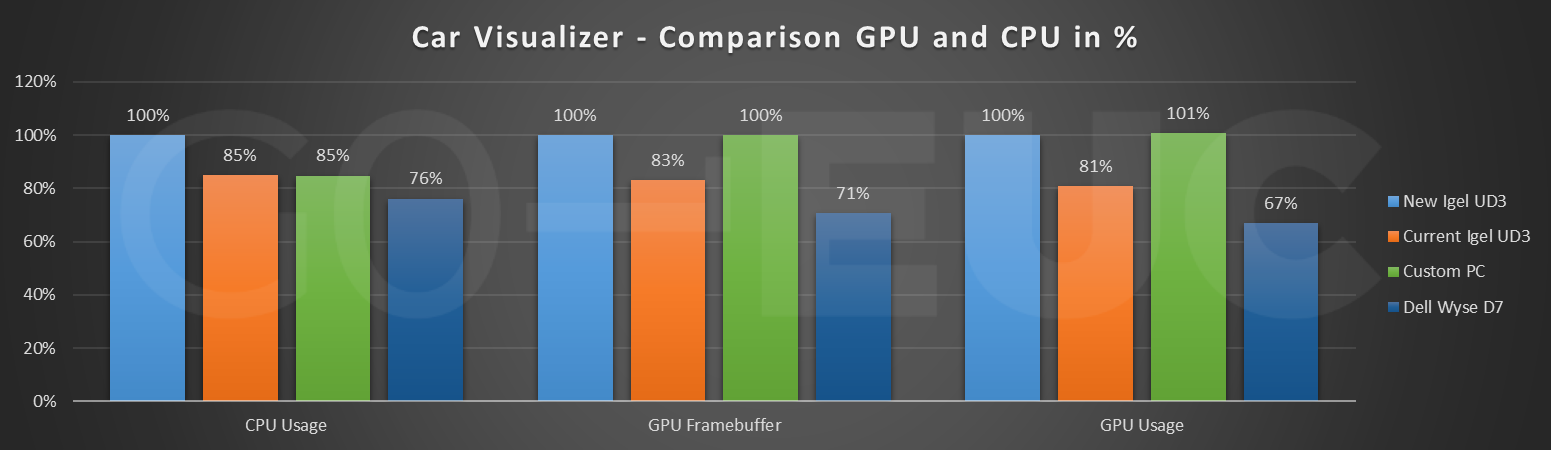 Car Visualizer - Comparison GPU and CPU in %
120%
100%
80%
60%
40%
20%
0%
100%
85%
85%
76%
100%
83%
100%
71%
100%
81%
101%
67%
CPU Usage
GPU Framebuffer
GPU Usage
New Igel UD3
Current Igel UD3
Custom PC
Dell Wyse D7
GO-EUC